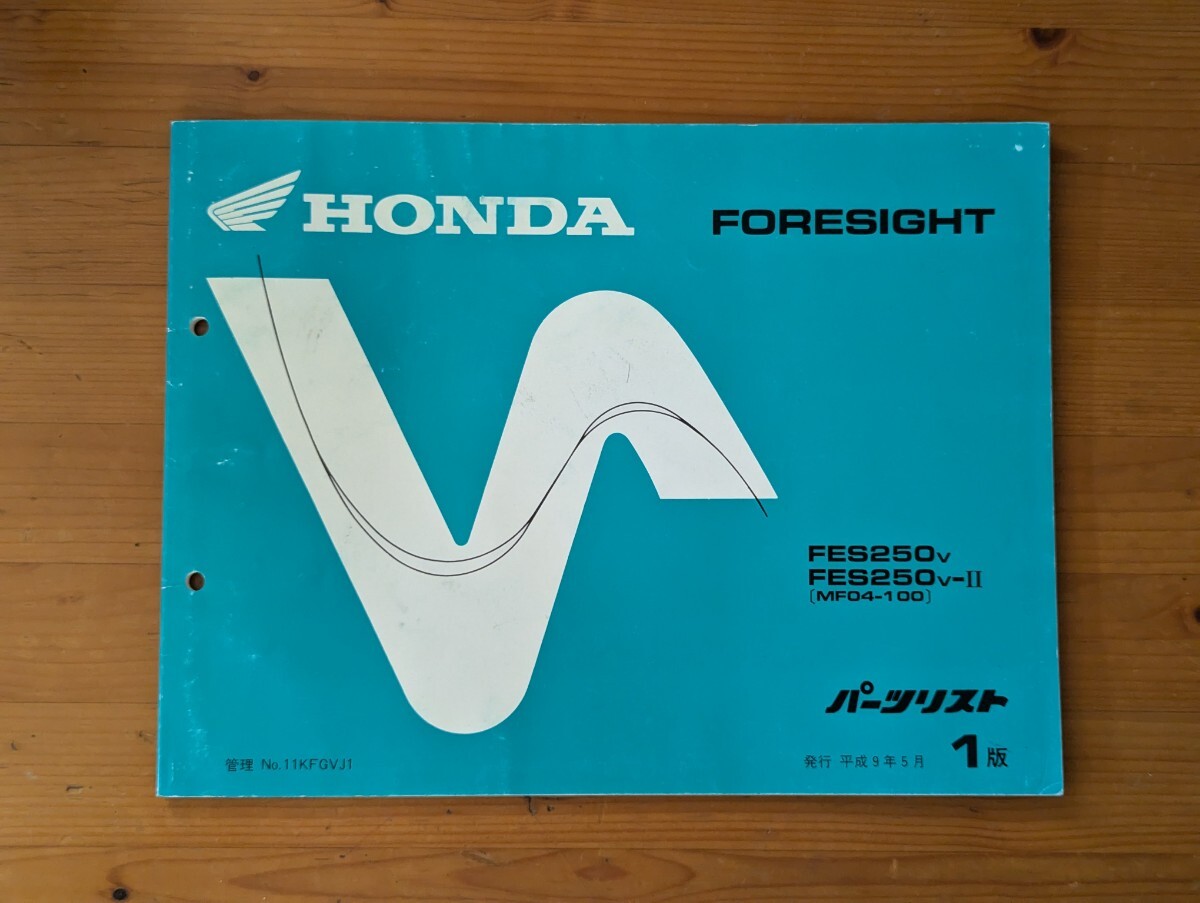 HONDA
FORESIGHT
FES250v
FES250v-II
[MF04-100]
パーツリスト
管理 No.11KFGVJ1
発行 平成9年5月 1版